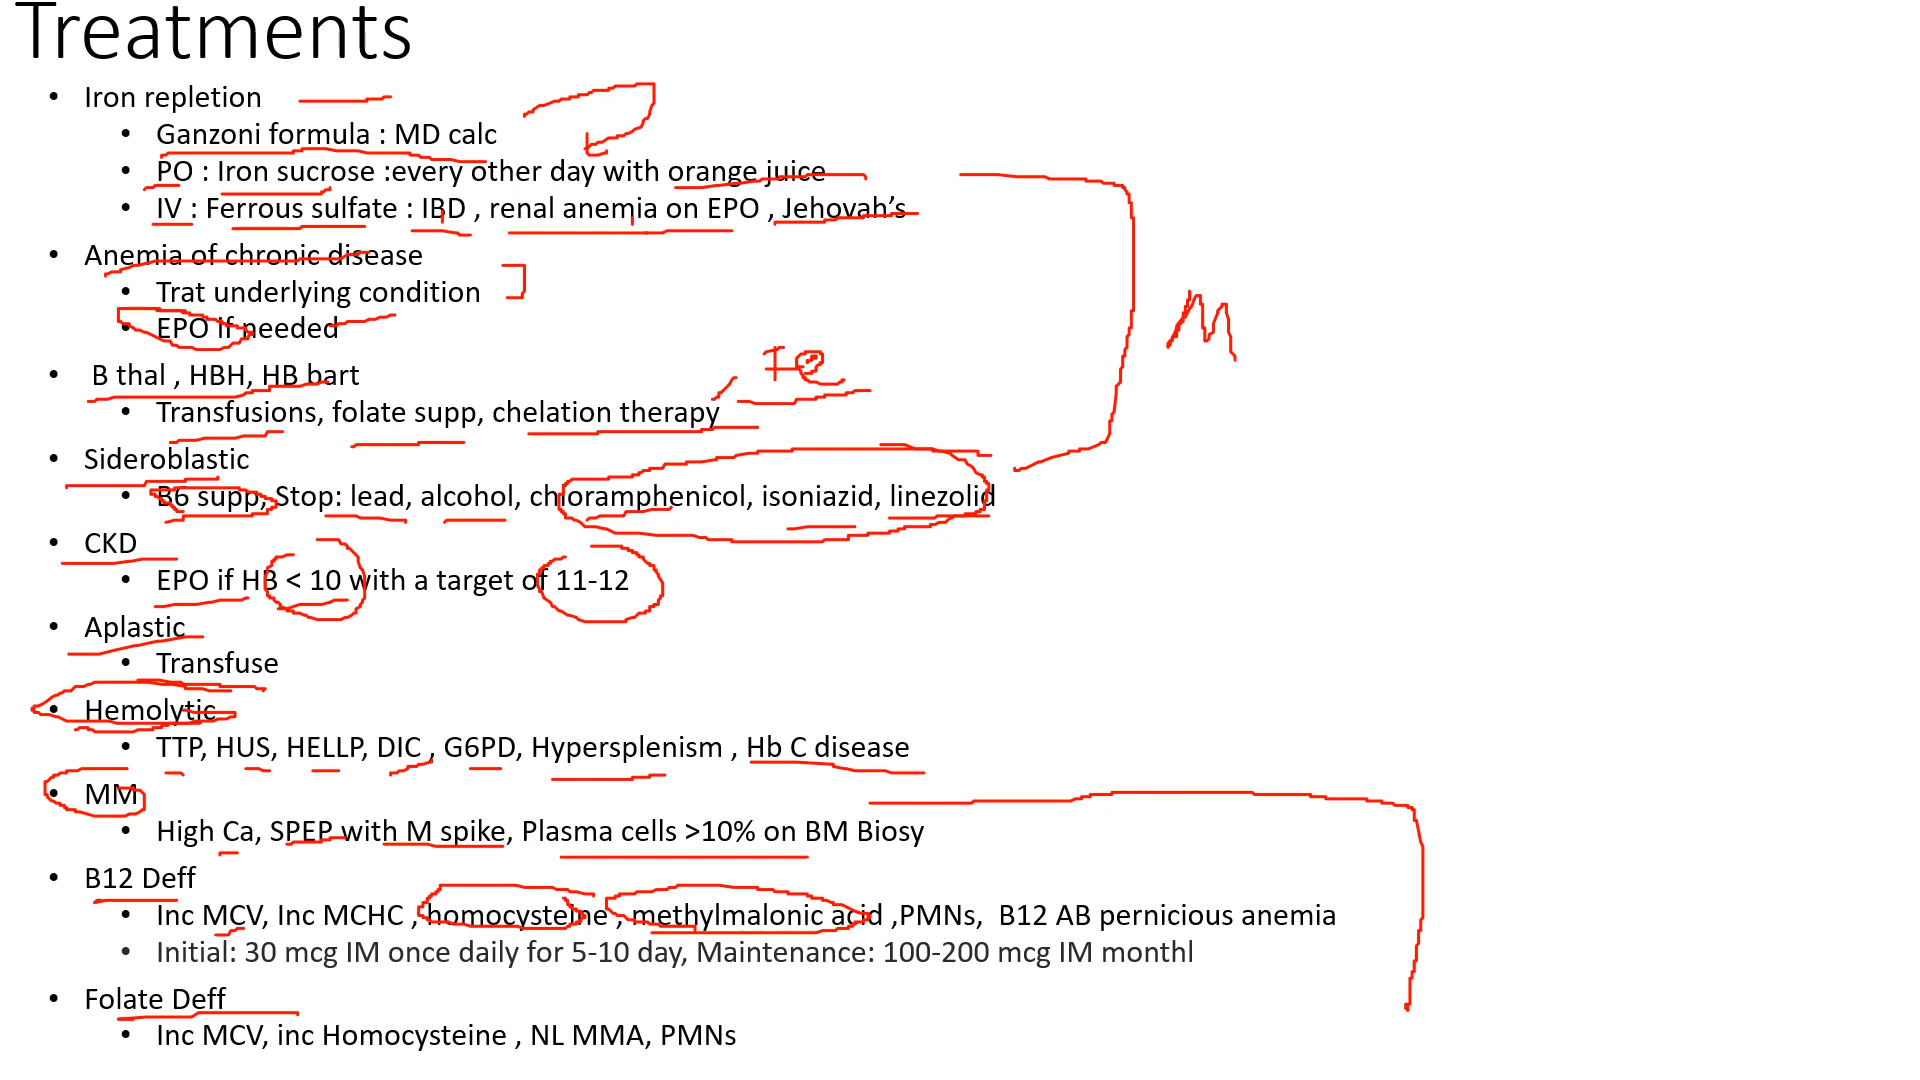 Treatments
• Iron repletion
• Ganzoni formula : MD calc
• PO : Iron sucrose :every other day with orange juice
• IV : Ferrous sulfate : IBD , renal anemia on EPO , Jehovah’s
• Anemia of chronic disease
• Trat underlying condition
• EPO if needed
M
Fe
• B thal , HBH, HB bart
• Transfusions, folate supp, chelation therapy
• Sideroblastic
• B6 supp, Stop: lead, alcohol, chloramphenicol, isoniazid, linezolid
• CKD
• EPO if HB < 10 with a target of 11-12
• Aplastic
• Transfuse
• Hemolytic
• TTP, HUS, HELLP, DIC , G6PD, Hypersplenism , Hb C disease
• MM
• High Ca, SPEP with M spike, Plasma cells >10% on BM Biosy
• B12 Deff
• Inc MCV, Inc MCHC , homocysteine , methylmalonic acid ,PMNs, B12 AB pernicious anemia
• Initial: 30 mcg IM once daily for 5-10 day, Maintenance: 100-200 mcg IM monthl
• Folate Deff
• Inc MCV, inc Homocysteine , NL MMA, PMNs